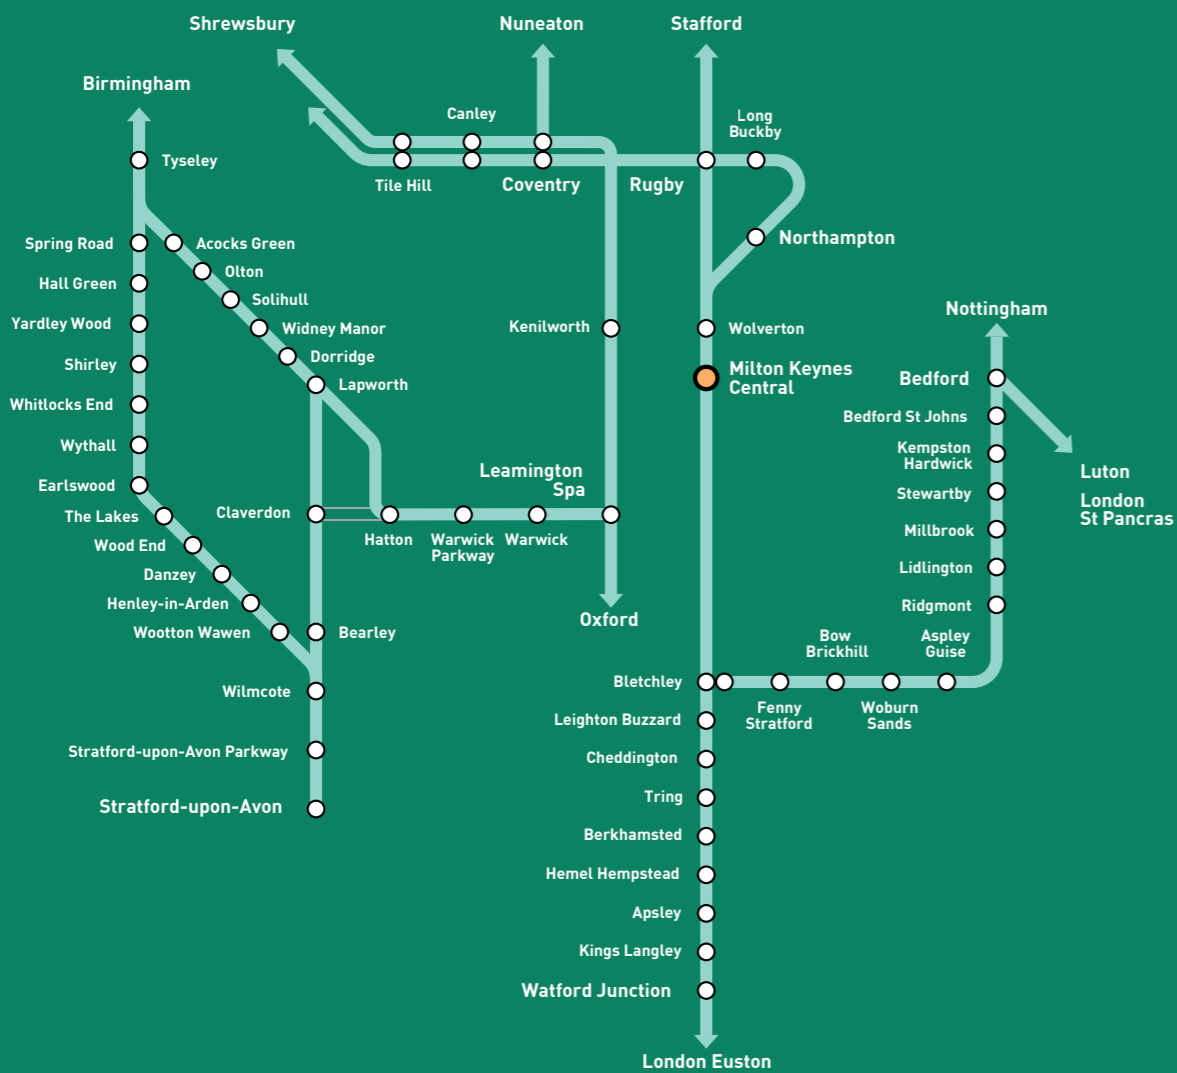 Shrewsbury
Nuneaton
Stafford
Birmingham
Canley
Long
Buckby
Tyseley
Tile Hill
Coventry
Rugby
Spring Road
Acocks Green
Northampton
Olton
Hall Green
Solihull
Nottingham
Yardley Wood
Widney Manor
Kenilworth
Wolverton
Dorridge
Shirley
Milton Keynes
Central
Bedford
Lapworth
Whitlocks End
Bedford St Johns
Wythall
Kempston
Hardwick
Leamington
Spa
Luton
Earlswood
Stewartby
London
St Pancras
Claverdon
The Lakes
Hatton
Warwick
Parkway
Warwick
Millbrook
Wood End
Lidlington
Danzey
Henley-in-Arden
Ridgmont
Oxford
Wootton Wawen
Bearley
Bow
Brickhill
Aspley
Guise
Bletchley
Wilmcote
Fenny
Stratford
Woburn
Sands
Leighton Buzzard
Stratford-upon-Avon Parkway
Cheddington
Tring
Stratford-upon-Avon
Berkhamsted
Hemel Hempstead
Apsley
Kings Langley
Watford Junction
London Euston